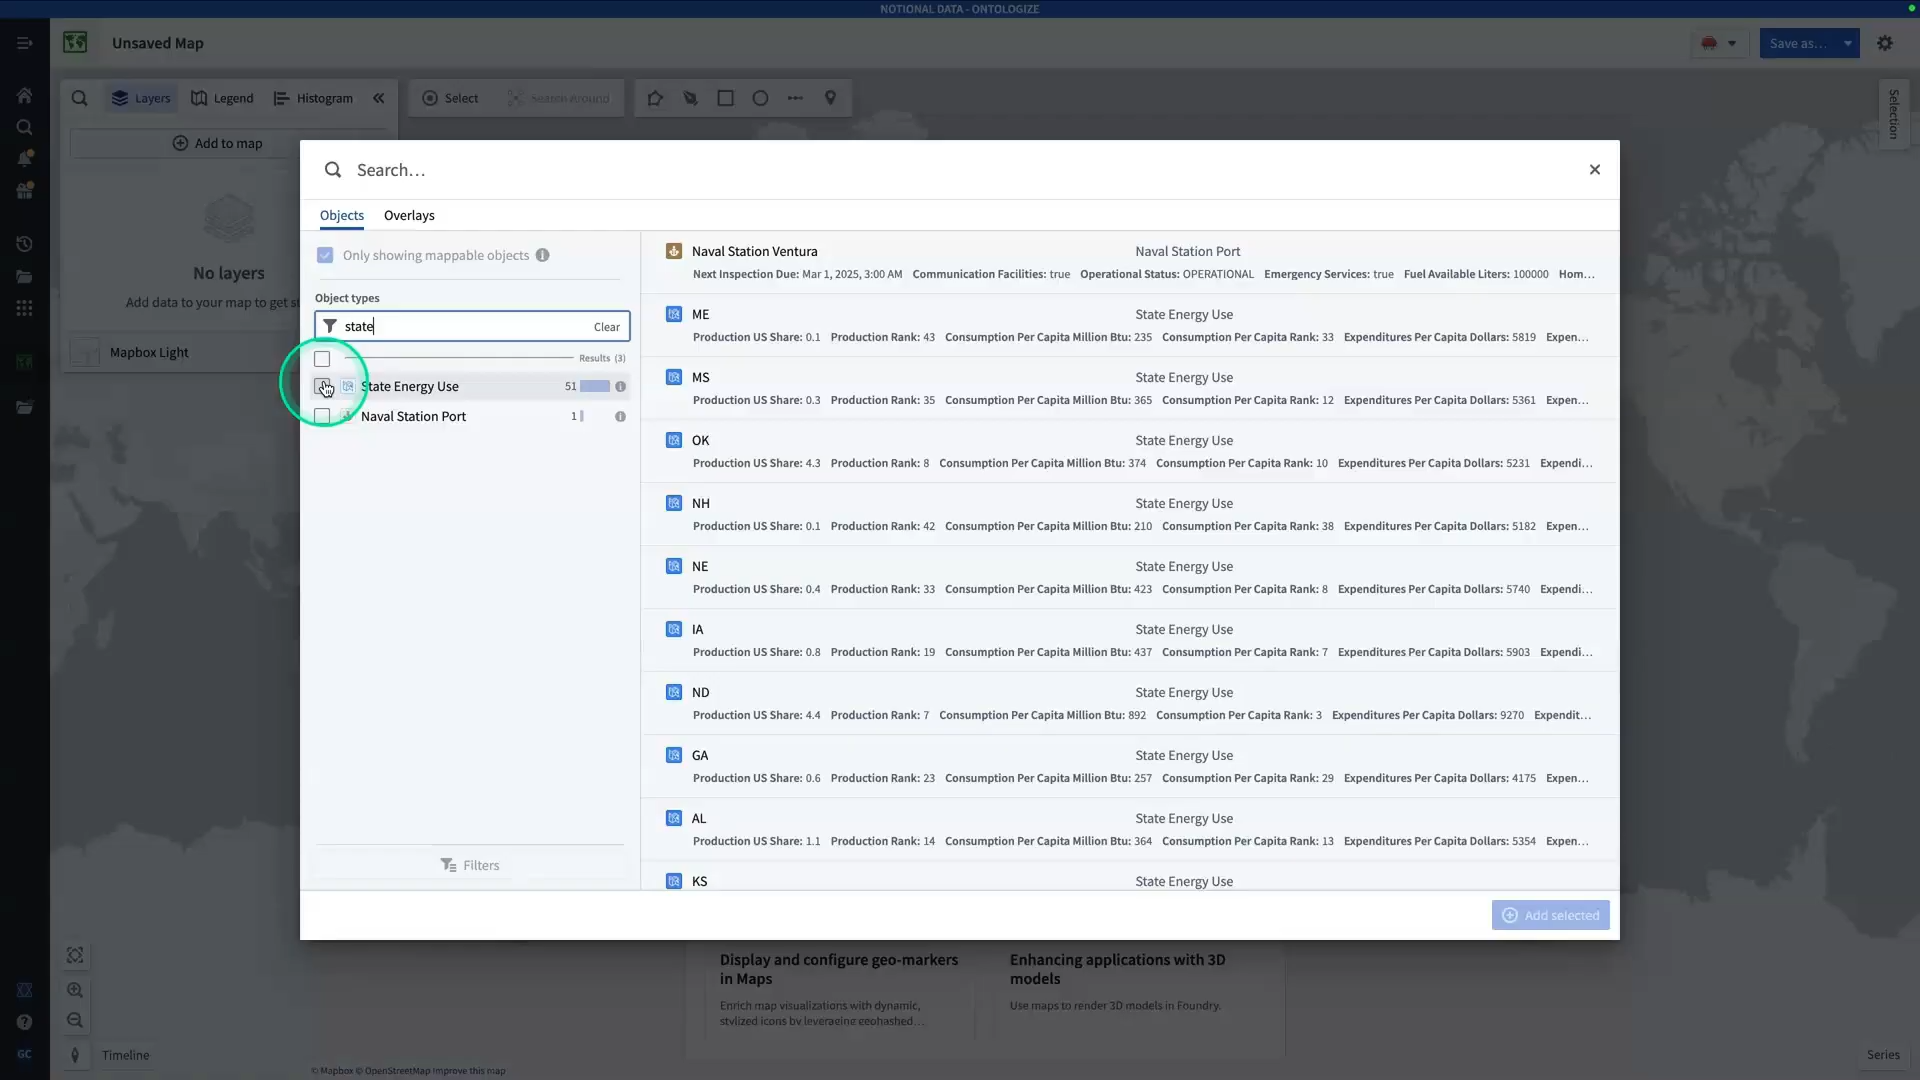 NOTIONAL DATA - ONTOLOGIZE
Unsaved Map
Save as...
Layers
Legend
Histogram
Select
Search Around
Selection
Add to map
No layers
Add data to your map to get st
Mapbox Light
Search...
Objects
Overlays
Only showing mappable objects
Object types
state
Clear
Results (3)
State Energy Use
51
Naval Station Port
1
Filters
Naval Station Ventura
Naval Station Port
Next Inspection Due: Mar 1, 2025, 3:00 AM Communication Facilities: true Operational Status: OPERATIONAL Emergency Services: true Fuel Available Liters: 100000 Hom...
ME
State Energy Use
Production US Share: 0.1 Production Rank: 43 Consumption Per Capita Million Btu: 235 Consumption Per Capita Rank: 33 Expenditures Per Capita Dollars: 5819 Expen...
MS
State Energy Use
Production US Share: 0.3 Production Rank: 35 Consumption Per Capita Million Btu: 365 Consumption Per Capita Rank: 12 Expenditures Per Capita Dollars: 5361 Expen...
OK
State Energy Use
Production US Share: 4.3 Production Rank: 8 Consumption Per Capita Million Btu: 374 Consumption Per Capita Rank: 10 Expenditures Per Capita Dollars: 5231 Expendi...
NH
State Energy Use
Production US Share: 0.1 Production Rank: 42 Consumption Per Capita Million Btu: 210 Consumption Per Capita Rank: 38 Expenditures Per Capita Dollars: 5182 Expen...
NE
State Energy Use
Production US Share: 0.4 Production Rank: 33 Consumption Per Capita Million Btu: 423 Consumption Per Capita Rank: 8 Expenditures Per Capita Dollars: 5740 Expendi...
IA
State Energy Use
Production US Share: 0.8 Production Rank: 19 Consumption Per Capita Million Btu: 437 Consumption Per Capita Rank: 7 Expenditures Per Capita Dollars: 5903 Expendi...
ND
State Energy Use
Production US Share: 4.4 Production Rank: 7 Consumption Per Capita Million Btu: 892 Consumption Per Capita Rank: 3 Expenditures Per Capita Dollars: 9270 Expendit...
GA
State Energy Use
Production US Share: 0.6 Production Rank: 23 Consumption Per Capita Million Btu: 257 Consumption Per Capita Rank: 29 Expenditures Per Capita Dollars: 4175 Expen...
AL
State Energy Use
Production US Share: 1.1 Production Rank: 14 Consumption Per Capita Million Btu: 364 Consumption Per Capita Rank: 13 Expenditures Per Capita Dollars: 5354 Expen...
KS
State Energy Use
Add selected
Display and configure geo-markers
in Maps
Enrich map visualizations with dynamic,
stylized icons by leveraging geohashed...
Enhancing applications with 3D
models
Use maps to render 3D models in Foundry.
GC
Timeline
Series
© Mapbox © OpenStreetMap Improve this map